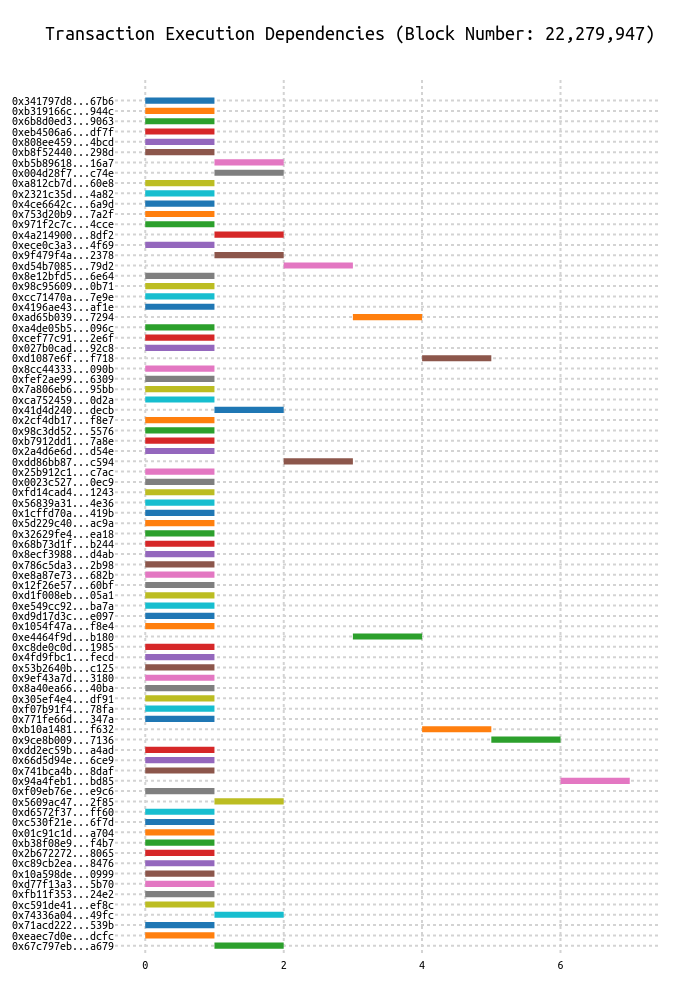 Transaction Execution Dependencies (Block Number: 22,279,947)
0x341797d8...67b6
0xb319166c...944c
0x6b8d0ed3...9063
0xeb4506a6...df7f
0x808ee459...4bcd
0xb8f52440...298d
0xb5b89618...16a7
0x004d28f7...c74e
0xa812cb7d...60e8
0x2321c35d...4a82
0x4ce6642c...6a9d
0x753d20b9...7a2f
0x971f2c7c...4cce
0x4a214900...8df2
0xece0c3a3...4f69
0x9f479f4a...2378
0xd54b7085...79d2
0x8e12bfd5...6e64
0x98c95609...0b71
0xcc71470a...7e9e
0x4196ae43...af1e
0xad65b039...7294
0xa4de05b5...096c
0xcef77c91...2e6f
0x027b0cad...92c8
0xd1087e6f...f718
0x8cc44333...090b
0xfef2ae99...6309
0x7a806eb6...95bb
0xca752459...0d2a
0x41d4d240...decb
0x2cf4db17...f8e7
0x98c3dd52...5576
0xb7912dd1...7a8e
0x2a4d6e6d...d54e
0xdd86bb87...c594
0x25b912c1...c7ac
0x0023c527...0ec9
0xfd14cad4...1243
0x56839a31...4e36
0x1cffd70a...419b
0x5d229c40...ac9a
0x32629fe4...ea18
0x68b73d1f...b244
0x8ecf3988...d4ab
0x786c5da3...2b98
0xe8a87e73...682b
0x12f26e57...60bf
0xd1f008eb...05a1
0xe549cc92...ba7a
0xd9d17d3c...e097
0x1054f47a...f8e4
0xe4464f9d...b180
0xc8de0c0d...1985
0x4fd9fbc1...fecd
0x53b2640b...c125
0x9ef43a7d...3180
0x8a40ea66...40ba
0x305ef4e4...df91
0xf07b91f4...78fa
0x771fe66d...347a
0xb10a1481...f632
0x9ce8b009...7136
0xdd2ec59b...a4ad
0x66d5d94e...6ce9
0x741bca4b...8daf
0x94a4feb1...bd85
0xf09eb76e...e9c6
0x5609ac47...2f85
0xd6572f37...ff60
0xc530f21e...6f7d
0x01c91c1d...a704
0xb38f08e9...f4b7
0x2b672272...8065
0xc89cb2ea...8476
0x10a598de...0999
0xd77f13a3...5b70
0xfb11f353...24e2
0xc591de41...ef8c
0x74336a04...49fc
0x71acd222...539b
0xeaec7d0e...dcfc
0x67c797eb...a679
0 2 4 6